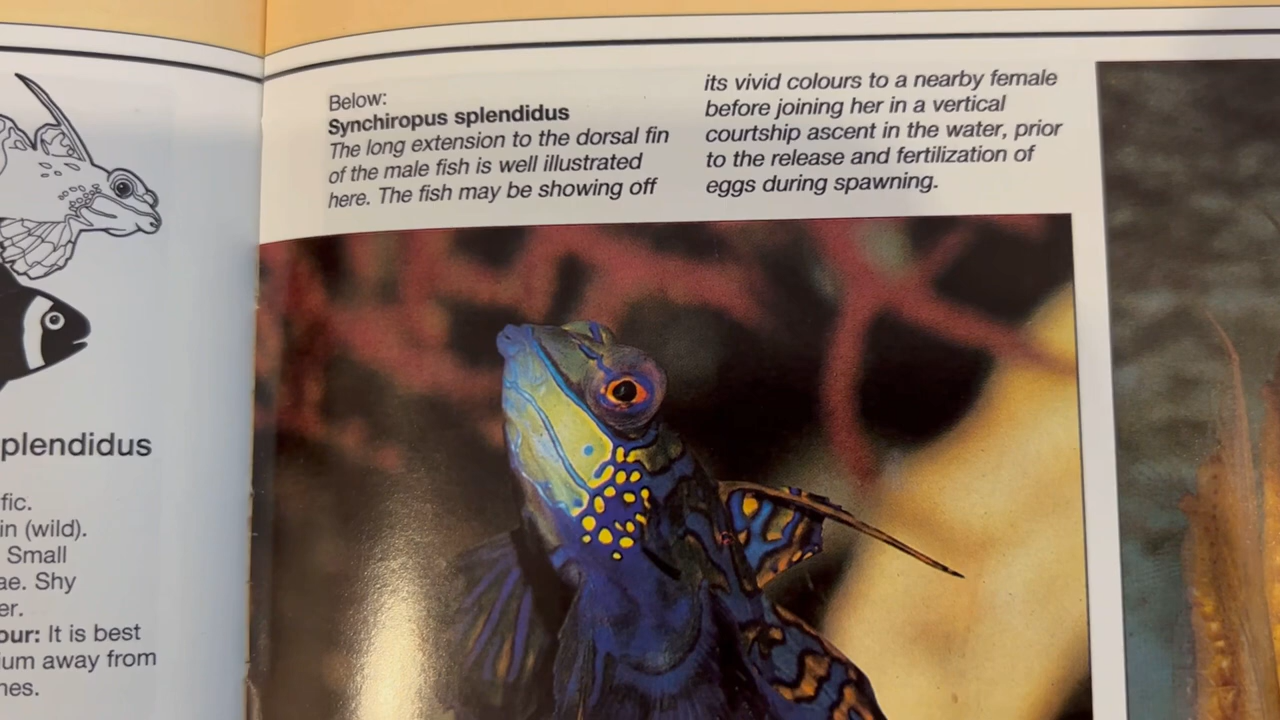 plendidus
fic.
in (wild).
Small
ae. Shy
er.
our: It is best
ium away from
nes.
Below:
Synchiropus splendidus
The long extension to the dorsal fin
of the male fish is well illustrated
here. The fish may be showing off
its vivid colours to a nearby female
before joining her in a vertical
courtship ascent in the water, prior
to the release and fertilization of
eggs during spawning.